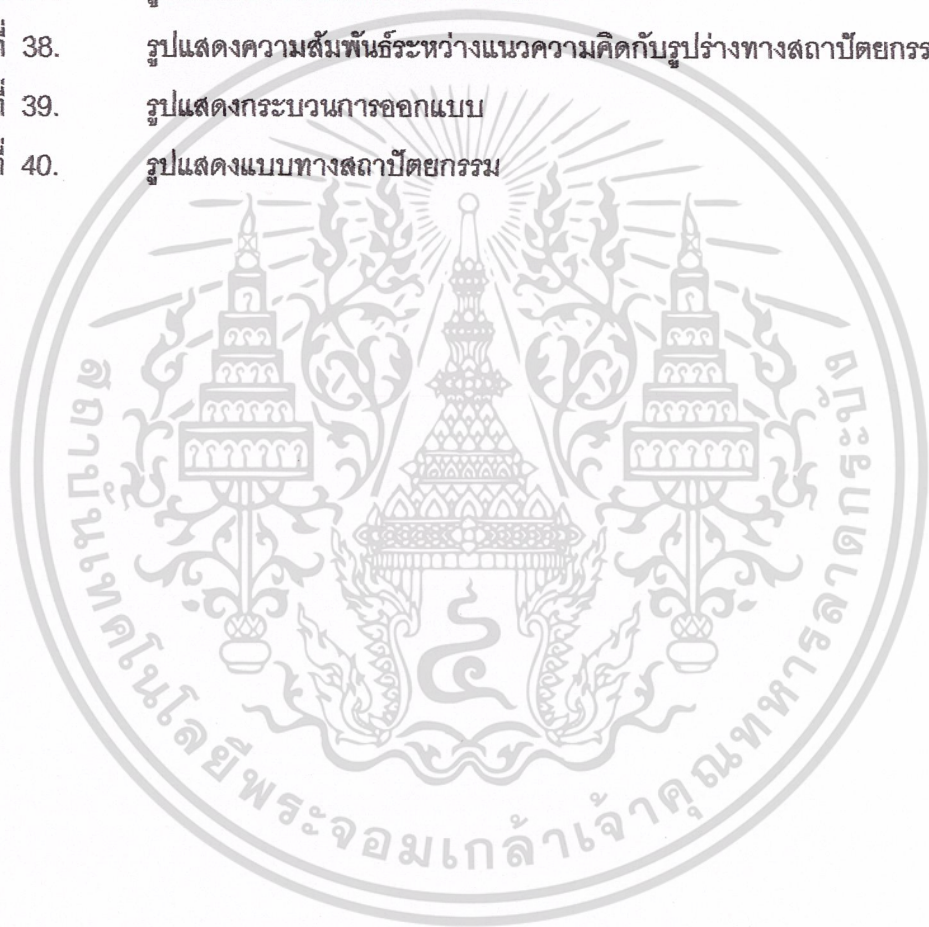 ที่ 38. รูปแสดงความสัมพันธ์ระหว่างแนวความคิดกับรูปร่างทางสถาปัตยกรร
ที่ 39. รูปแสดงกระบวนการออกแบบ
ที่ 40. รูปแสดงแบบทางสถาปัตยกรรม
สถาบันเทคโนโลยีพระจอมเกล้าเจ้าคุณทหารลาดกระบัง
๔